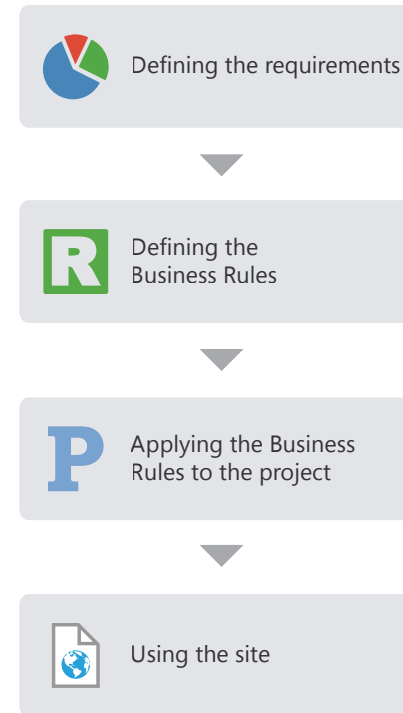 Defining the requirements
R
Defining the
Business Rules
P
Applying the Business
Rules to the project
Using the site